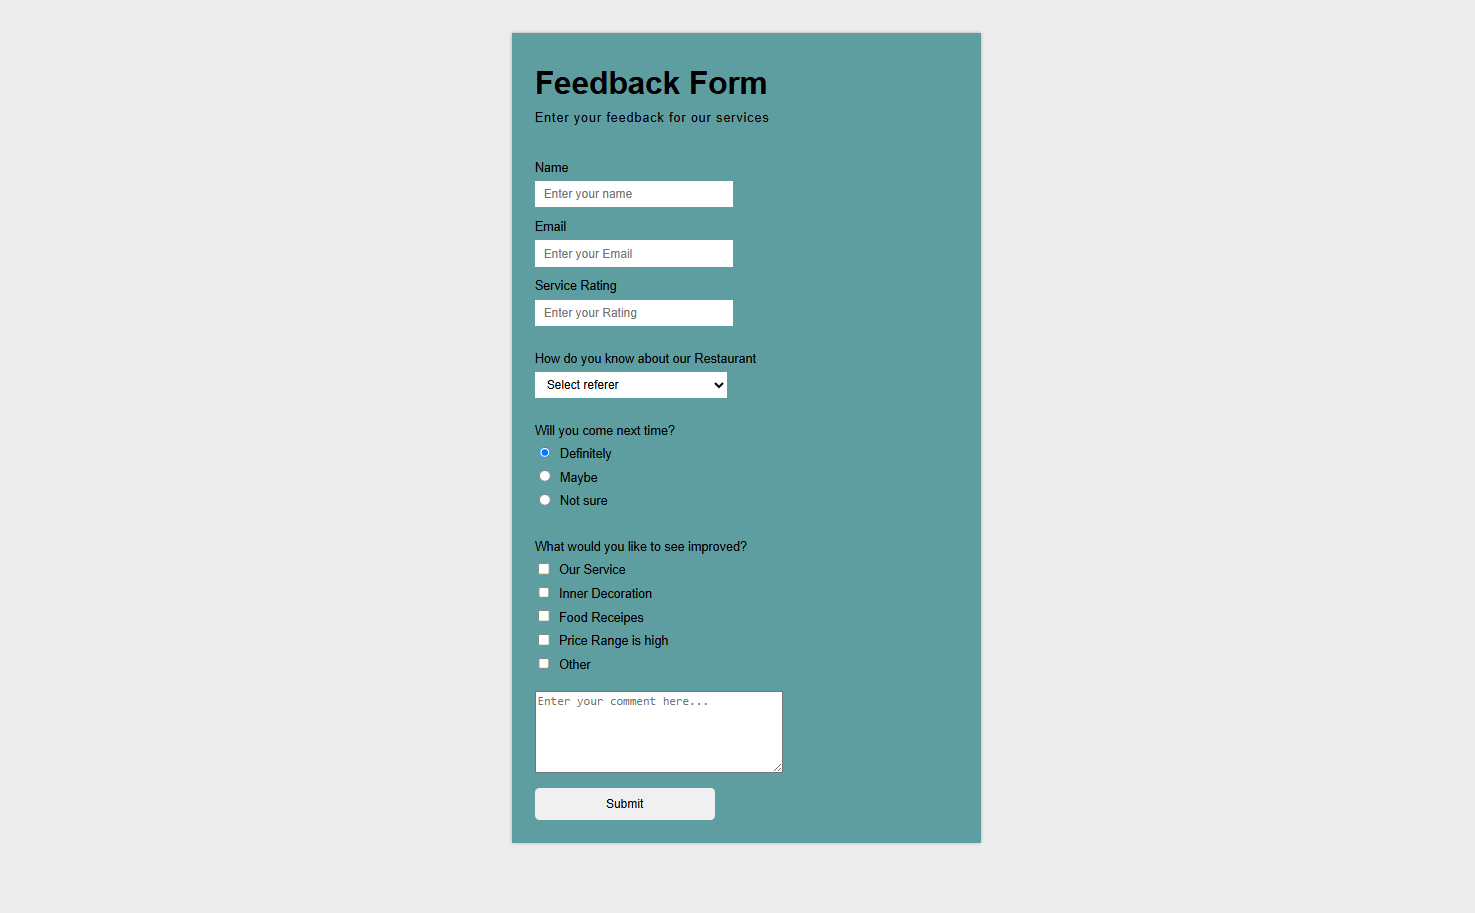 Feedback Form
Enter your feedback for our services
Name
Enter your name
Email
Enter your Email
Service Rating
Enter your Rating
How do you know about our Restaurant
Select referer
Will you come next time?
Definitely
Maybe
Not sure
What would you like to see improved?
Our Service
Inner Decoration
Food Receipes
Price Range is high
Other
Enter your comment here...
Submit